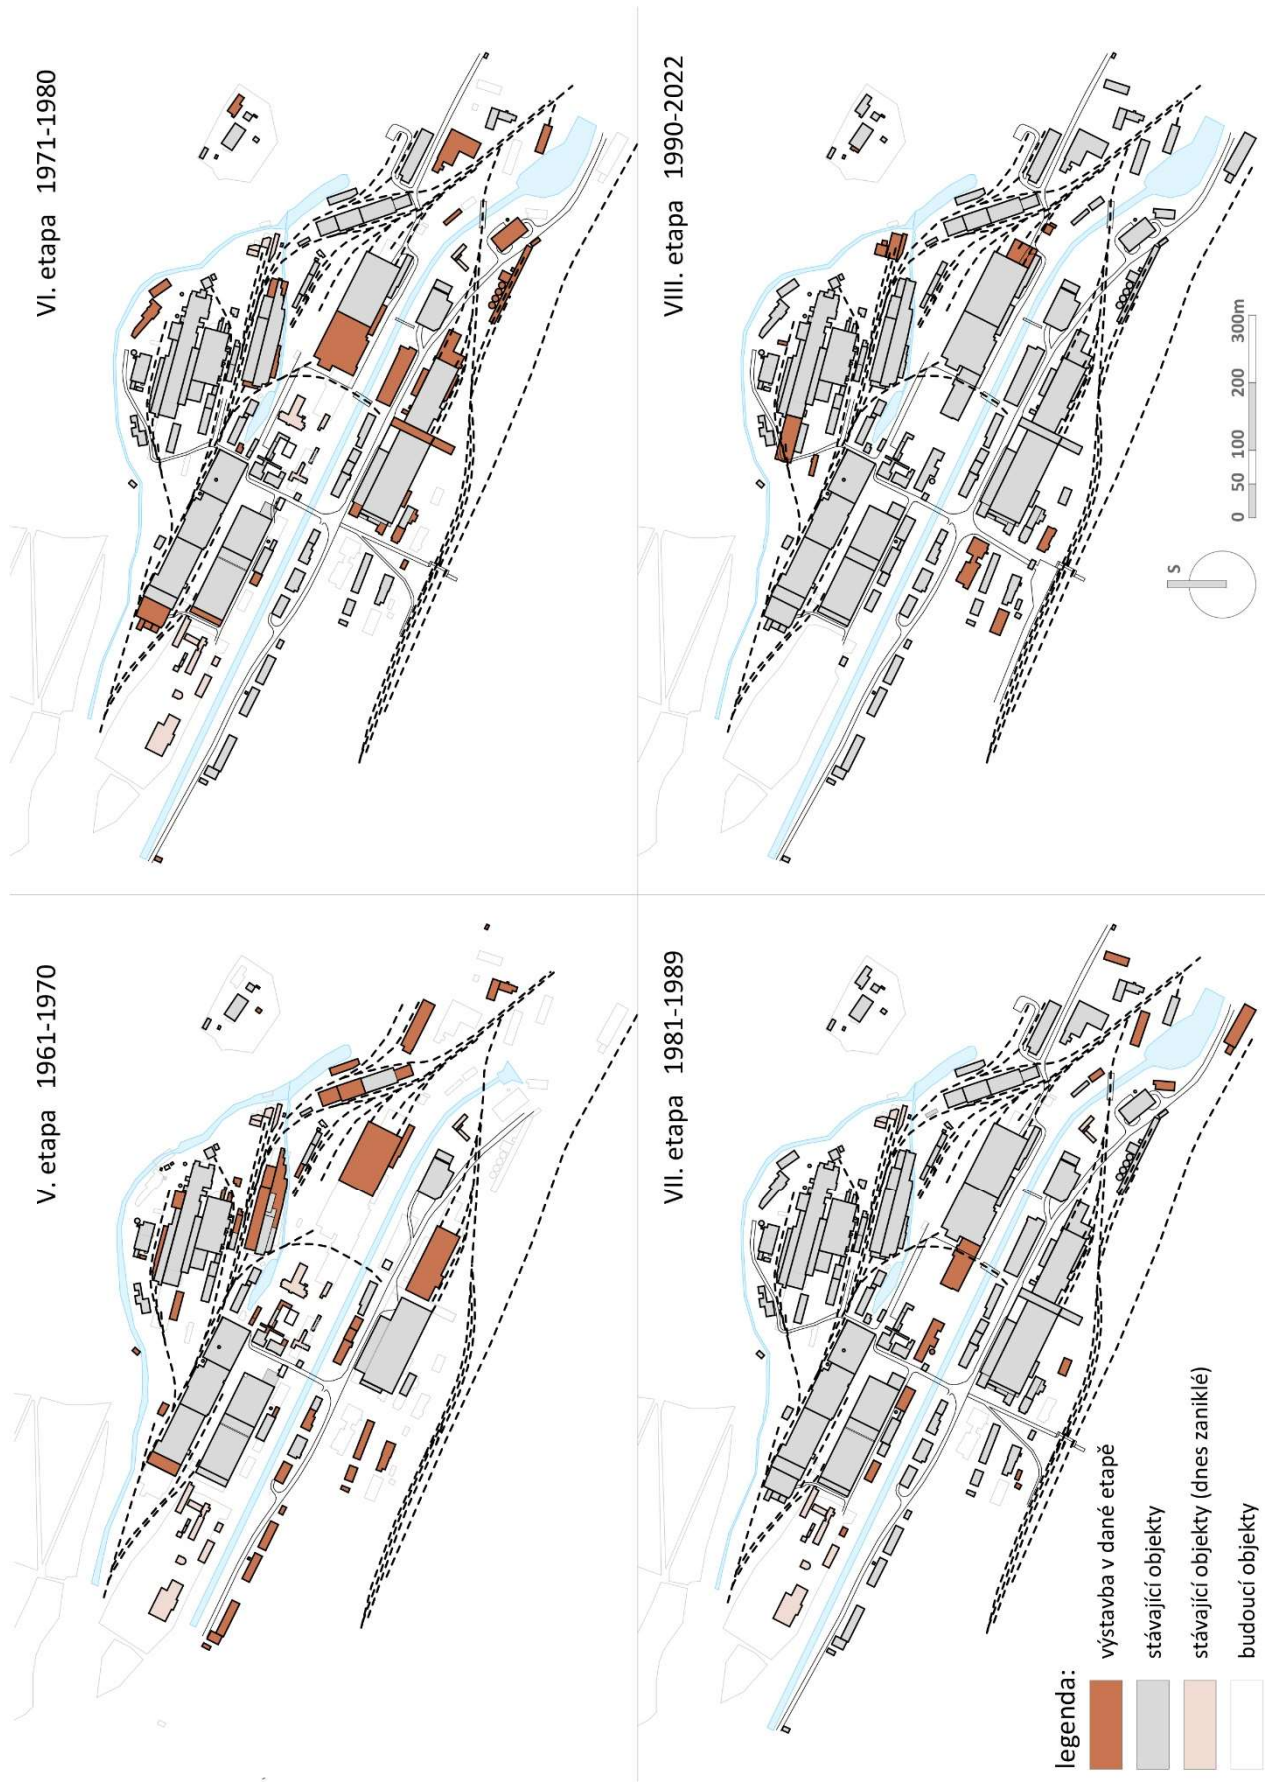 V. etapa 1961-1970
VI. etapa 1971-1980
VII. etapa 1981-1989
VIII. etapa 1990-2022
legenda:
výstavba v dané etapě
stávající objekty
stávající objekty (dnes zaniklé)
budoucí objekty
S
0 50 100 200 300m